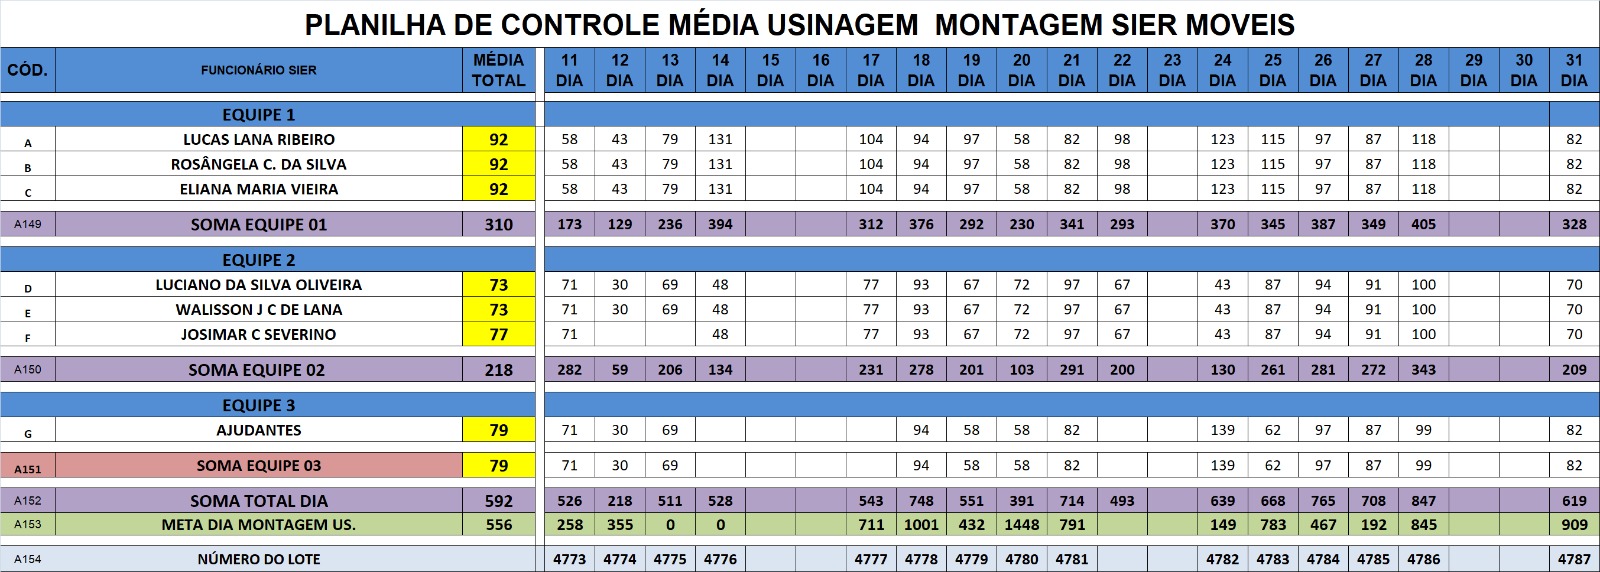 PLANILHA DE CONTROLE MÉDIA USINAGEM MONTAGEM SIER MOVEIS
CÓD. FUNCIONÁRIO SIER MÉDIA TOTAL 11 DIA 12 DIA 13 DIA 14 DIA 15 DIA 16 DIA 17 DIA 18 DIA 19 DIA 20 DIA 21 DIA 22 DIA 23 DIA 24 DIA 25 DIA 26 DIA 27 DIA 28 DIA 29 DIA 30 DIA 31 DIA
EQUIPE 1
A LUCAS LANA RIBEIRO 92 58 43 79 131 104 94 97 58 82 98 123 115 97 87 118 82
B ROSÂNGELA C. DA SILVA 92 58 43 79 131 104 94 97 58 82 98 123 115 97 87 118 82
C ELIANA MARIA VIEIRA 92 58 43 79 131 104 94 97 58 82 98 123 115 97 87 118 82
A149 SOMA EQUIPE 01 310 173 129 236 394 312 376 292 230 341 293 370 345 387 349 405 328
EQUIPE 2
D LUCIANO DA SILVA OLIVEIRA 73 71 30 69 48 77 93 67 72 97 67 43 87 94 91 100 70
E WALISSON J C DE LANA 73 71 30 69 48 77 93 67 72 97 67 43 87 94 91 100 70
F JOSIMAR C SEVERINO 77 71 48 77 93 67 72 97 67 43 87 94 91 100 70
A150 SOMA EQUIPE 02 218 282 59 206 134 231 278 201 103 291 200 130 261 281 272 343 209
EQUIPE 3
G AJUDANTES 79 71 30 69 94 58 58 82 139 62 97 87 99 82
A151 SOMA EQUIPE 03 79 71 30 69 94 58 58 82 139 62 97 87 99 82
A152 SOMA TOTAL DIA 592 526 218 511 528 543 748 551 391 714 493 639 668 765 708 847 619
A153 META DIA MONTAGEM US. 556 258 355 0 0 711 1001 432 1448 791 149 783 467 192 845 909
A154 NÚMERO DO LOTE 4773 4774 4775 4776 4777 4778 4779 4780 4781 4782 4783 4784 4785 4786 4787